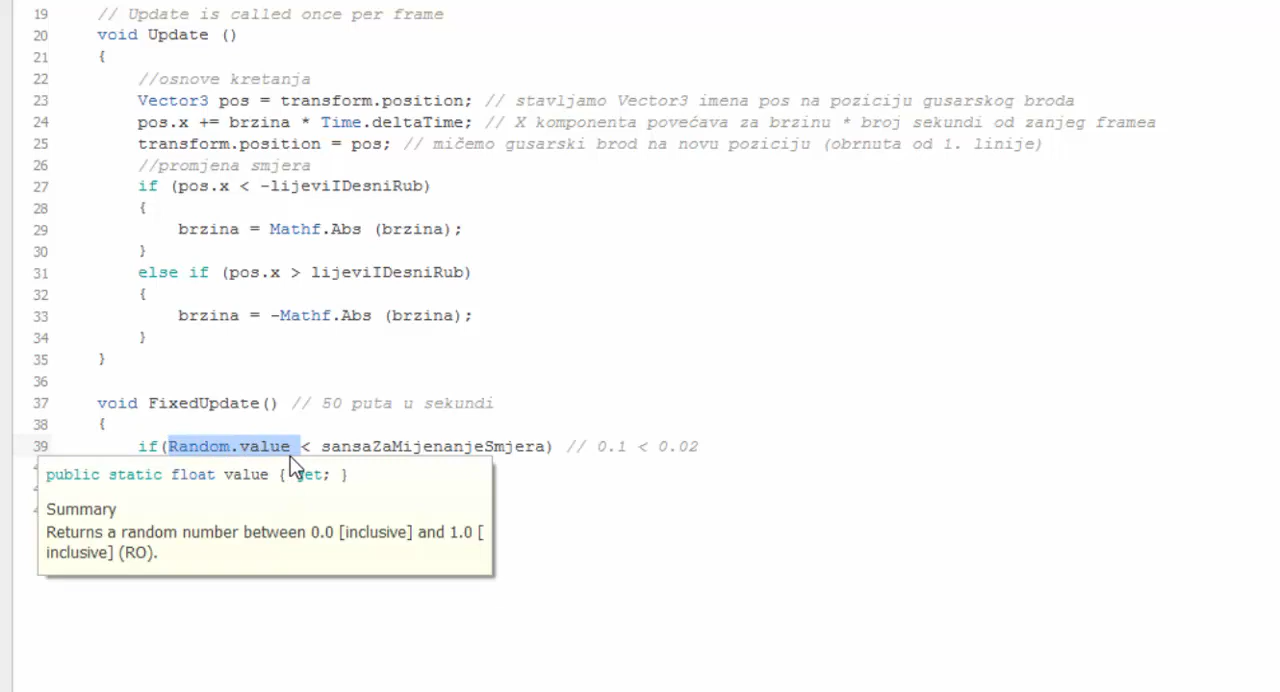 19 // Update is called once per frame
20 void Update ()
21 {
22 //osnove kretanja
23 Vector3 pos = transform.position; // stavljamo Vector3 imena pos na poziciju gusarskog broda
24 pos.x += brzina * Time.deltaTime; // X komponenta povećava za brzinu * broj sekundi od zanjeg framea
25 transform.position = pos; // mičemo gusarski brod na novu poziciju (obrnuta od 1. linije)
26 //promjena smjera
27 if (pos.x < -lijeviIDesniRub)
28 {
29 brzina = Mathf.Abs (brzina);
30 }
31 else if (pos.x > lijeviIDesniRub)
32 {
33 brzina = -Mathf.Abs (brzina);
34 }
35 }
36
37 void FixedUpdate() // 50 puta u sekundi
38 {
39 if(Random.value < sansaZaMijenanjeSmjera) // 0.1 < 0.02
public static float value { get; }
Summary
Returns a random number between 0.0 [inclusive] and 1.0 [
inclusive] (RO).